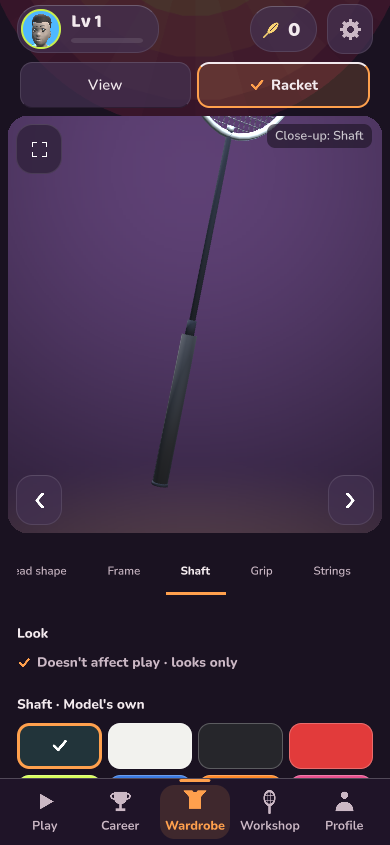 Lv 1
0
View
Racket
Close-up: Shaft
ead shape
Frame
Shaft
Grip
Strings
Look
Doesn't affect play · looks only
Shaft · Model's own
Play
Career
Wardrobe
Workshop
Profile